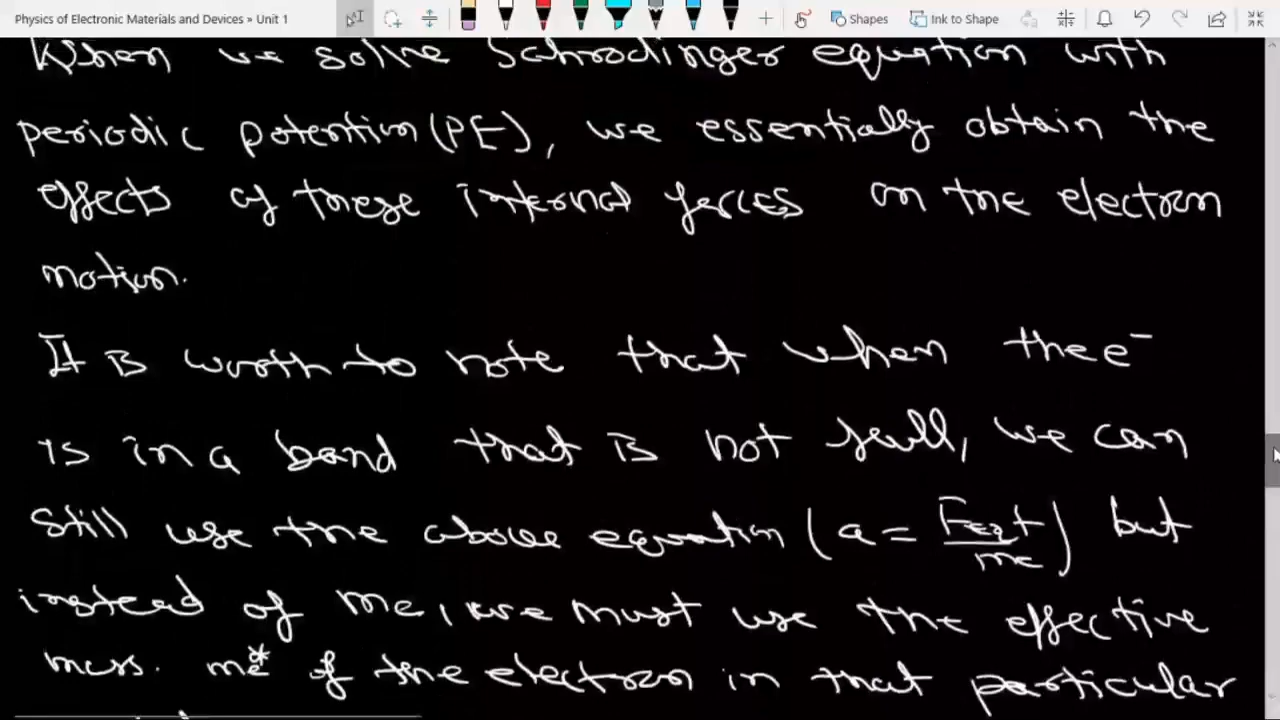 Physics of Electronic Materials and Devices » Unit 1
Shapes
Ink to Shape
When we solve Schrodinger equation with
periodic potential (PE), we essentially obtain the
effects of these internal forces on the electron
motion.
It is worth to note that when the e⁻
is in a band that is not full, we can
still use the above equation (a = F_Ext/me) but
instead of me, we must use the effective
mass. me* of the electron in that particular